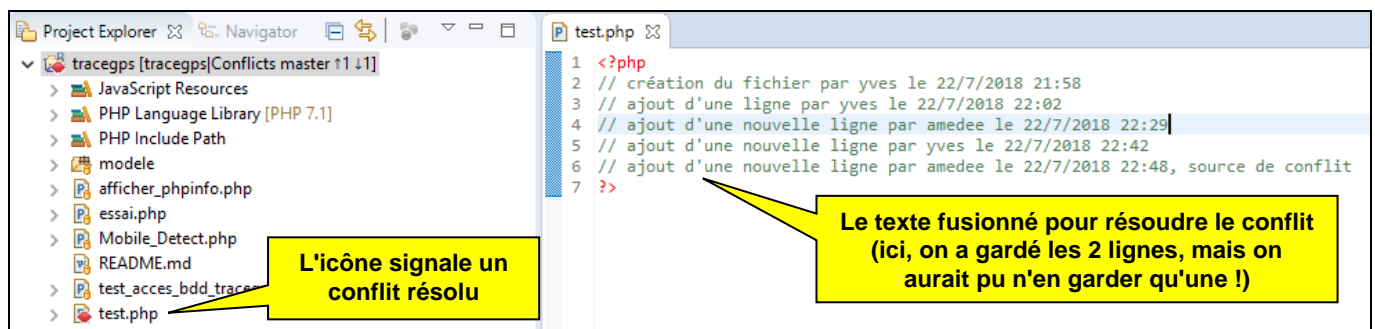 Project Explorer
Navigator
tracegps [tracegps|Conflicts master ↑1 ↓1]
JavaScript Resources
PHP Language Library [PHP 7.1]
PHP Include Path
modele
afficher_phpinfo.php
essai.php
Mobile_Detect.php
README.md
test_acces_bdd_traceg
test.php
L'icône signale un
conflit résolu
test.php
1 <?php
2 // création du fichier par yves le 22/7/2018 21:58
3 // ajout d'une ligne par yves le 22/7/2018 22:02
4 // ajout d'une nouvelle ligne par amedee le 22/7/2018 22:29
5 // ajout d'une nouvelle ligne par yves le 22/7/2018 22:42
6 // ajout d'une nouvelle ligne par amedee le 22/7/2018 22:48, source de conflit
7 ?>
Le texte fusionné pour résoudre le conflit
(ici, on a gardé les 2 lignes, mais on
aurait pu n'en garder qu'une !)